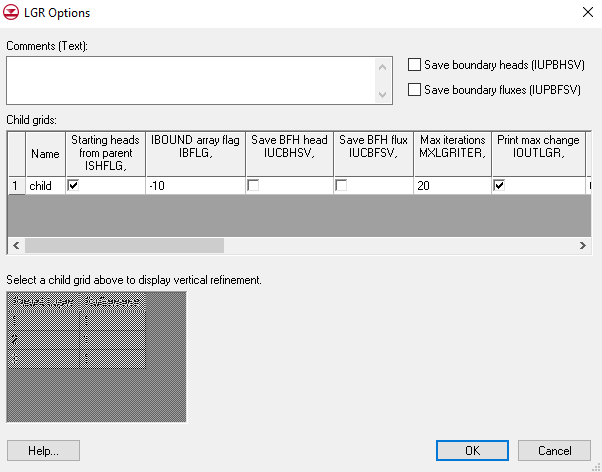 LGR Options
Comments (Text):
Save boundary heads (IUPBHSV)
Save boundary fluxes (IUPBFSV)
Child grids:
Name
Starting heads
from parent
ISHFLG,
IBOUND array flag
IBFLG,
Save BFH head
IUCBHSV,
Save BFH flux
IUCBFSV,
Max iterations
MXLGRITER,
Print max change
IOUTLGR,
1 child -10 20
Select a child grid above to display vertical refinement.
Help...
OK
Cancel